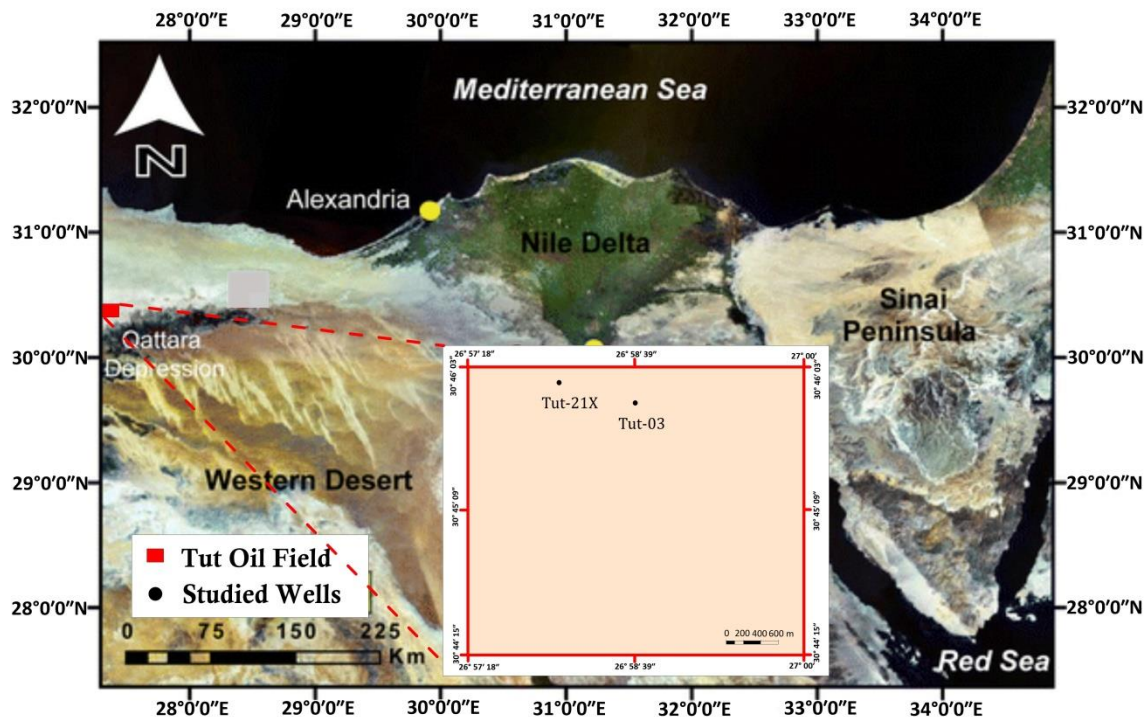 28°0'0"N 29°0'0"N 30°0'0"N 31°0'0"E 32°0'0"E 33°0'0"E 34°0'0"E
Mediterranean Sea
32°0'0"N
32°0'0"N
N
Alexandria
31°0'0"N
31°0'0"N
Nile Delta
Sinai
Peninsula
30°0'0"N
30°0'0"N
Qattara
Depression
26° 57' 18" 26° 58' 39" 27° 00'
30° 46' 03"
30° 46' 03"
Tut-21X
Tut-03
Western Desert
29°0'0"N
29°0'0"N
30° 45' 09"
30° 45' 09"
Tut Oil Field
Studied Wells
28°0'0"N
28°0'0"N
0 75 150 225
Km
0 200 400 600 m
30° 44' 15"
30° 44' 15"
26° 57' 18" 26° 58' 39" 27° 00'
Red Sea
28°0'0"E 29°0'0"E 30°0'0"E 31°0'0"E 32°0'0"E 33°0'0"E 34°0'0"E